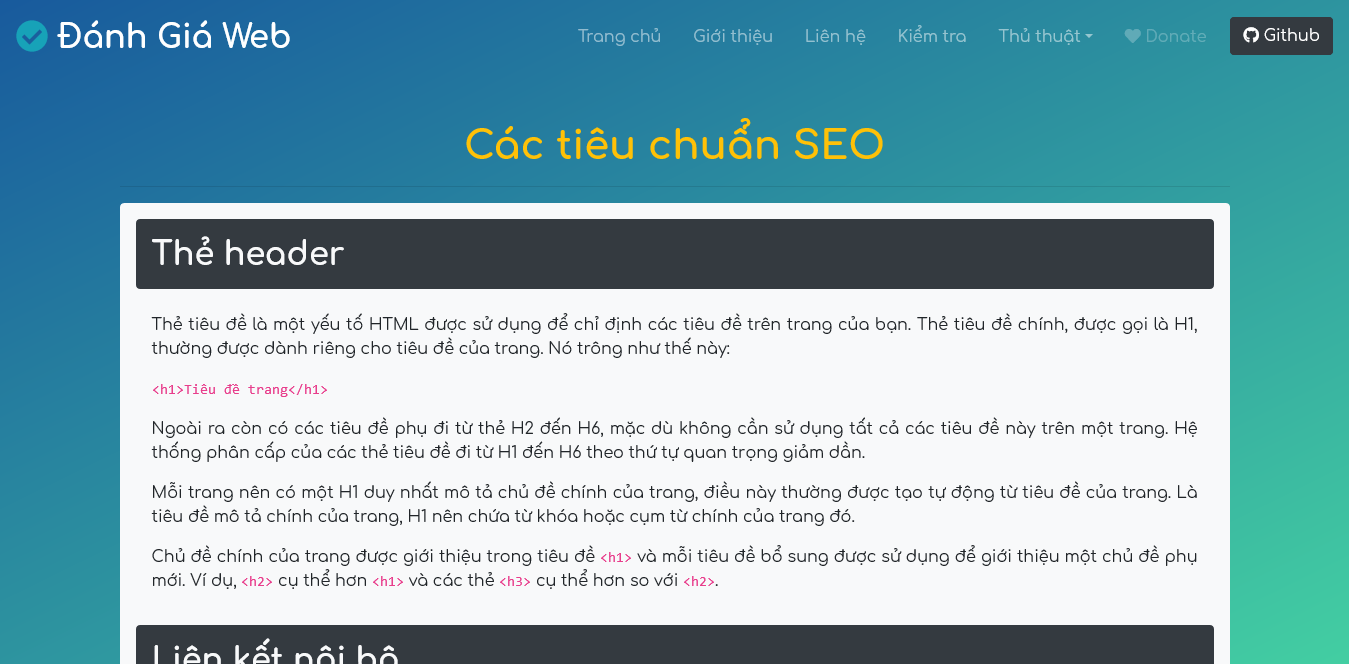 Đánh Giá Web
Trang chủ Giới thiệu Liên hệ Kiểm tra Thủ thuật Donate Github
Các tiêu chuẩn SEO
Thẻ header
Thẻ tiêu đề là một yếu tố HTML được sử dụng để chỉ định các tiêu đề trên trang của bạn. Thẻ tiêu đề chính, được gọi là H1,
thường được dành riêng cho tiêu đề của trang. Nó trông như thế này:
<h1>Tiêu đề trang</h1>
Ngoài ra còn có các tiêu đề phụ đi từ thẻ H2 đến H6, mặc dù không cần sử dụng tất cả các tiêu đề này trên một trang. Hệ
thống phân cấp của các thẻ tiêu đề đi từ H1 đến H6 theo thứ tự quan trọng giảm dần.
Mỗi trang nên có một H1 duy nhất mô tả chủ đề chính của trang, điều này thường được tạo tự động từ tiêu đề của trang. Là
tiêu đề mô tả chính của trang, H1 nên chứa từ khóa hoặc cụm từ chính của trang đó.
Chủ đề chính của trang được giới thiệu trong tiêu đề <h1> và mỗi tiêu đề bổ sung được sử dụng để giới thiệu một chủ đề phụ
mới. Ví dụ, <h2> cụ thể hơn <h1> và các thẻ <h3> cụ thể hơn so với <h2>.
Liên kết nội bộ